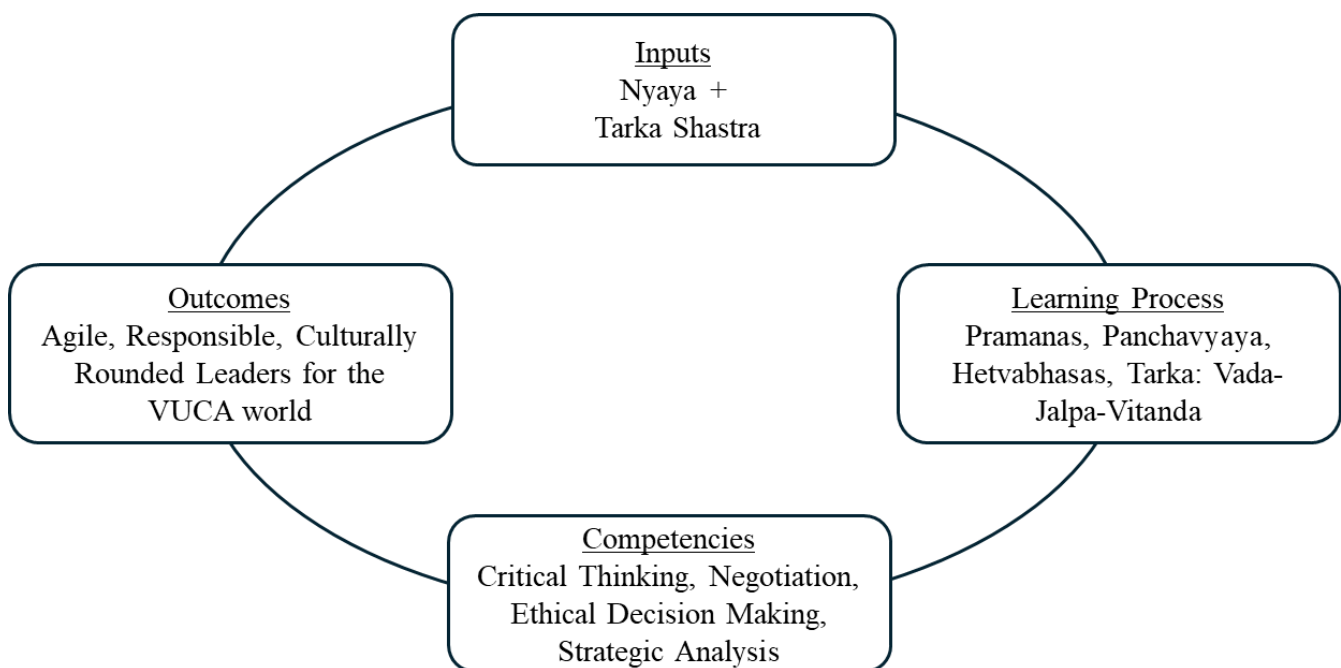 Inputs
Nyaya +
Tarka Shastra
Learning Process
Pramanas, Panchavyaya,
Hetvabhasas, Tarka: Vada-
Jalpa-Vitanda
Competencies
Critical Thinking, Negotiation,
Ethical Decision Making,
Strategic Analysis
Outcomes
Agile, Responsible, Culturally
Rounded Leaders for the
VUCA world